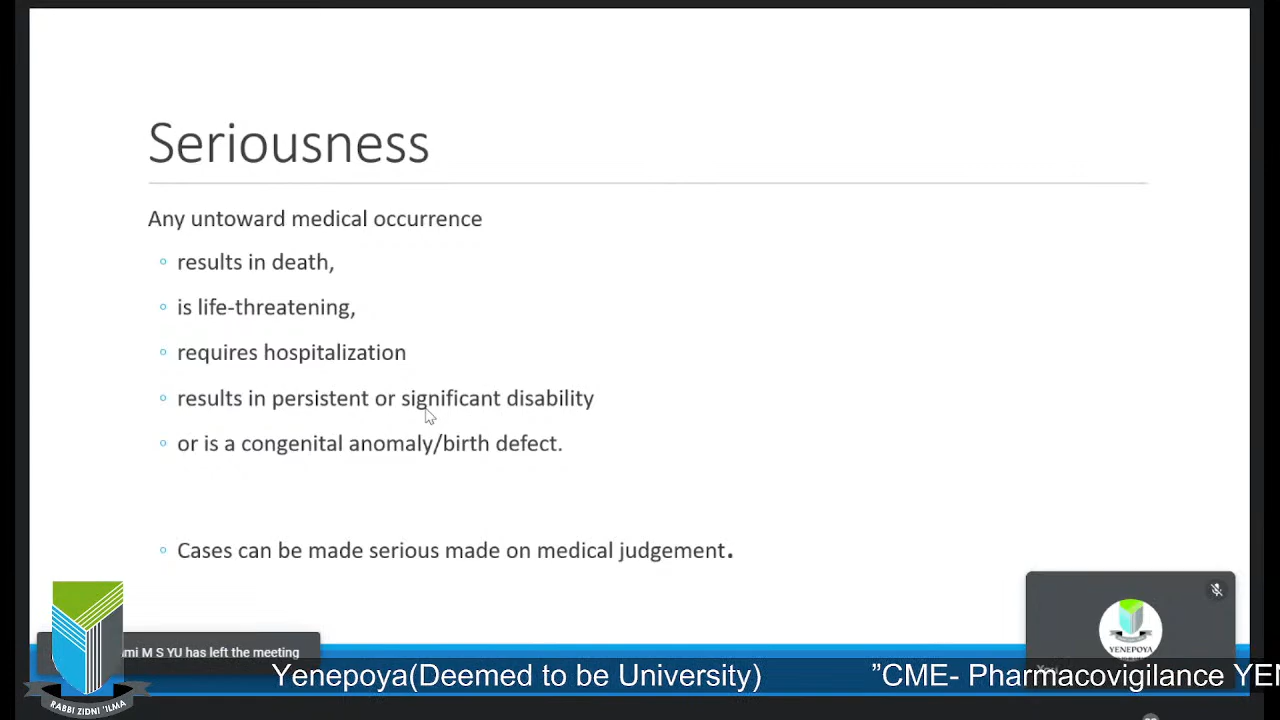 Seriousness
Any untoward medical occurrence
results in death,
is life-threatening,
requires hospitalization
results in persistent or significant disability
or is a congenital anomaly/birth defect.
Cases can be made serious made on medical judgement.
YENEPOYA
mi M S YU has left the meeting
Yenepoya(Deemed to be University) ”CME- Pharmacovigilance YEN
RABBI ZIDNI 'ILMA